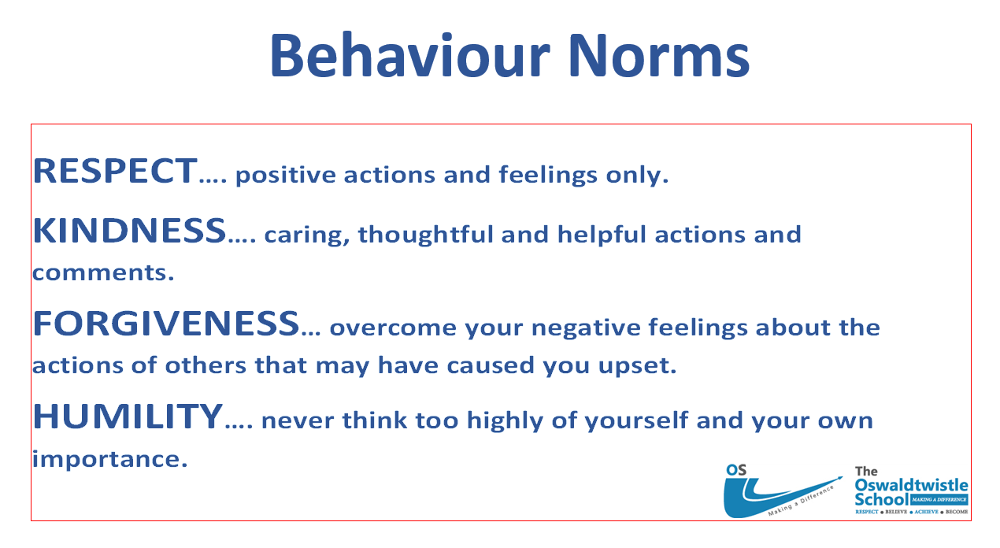 Behaviour Norms
RESPECT…. positive actions and feelings only.
KINDNESS…. caring, thoughtful and helpful actions and
comments.
FORGIVENESS… overcome your negative feelings about the
actions of others that may have caused you upset.
HUMILITY…. never think too highly of yourself and your own
importance.
OS
Making a Difference
The
Oswaldtwistle
School MAKING A DIFFERENCE
RESPECT • BELIEVE • ACHIEVE • BECOME